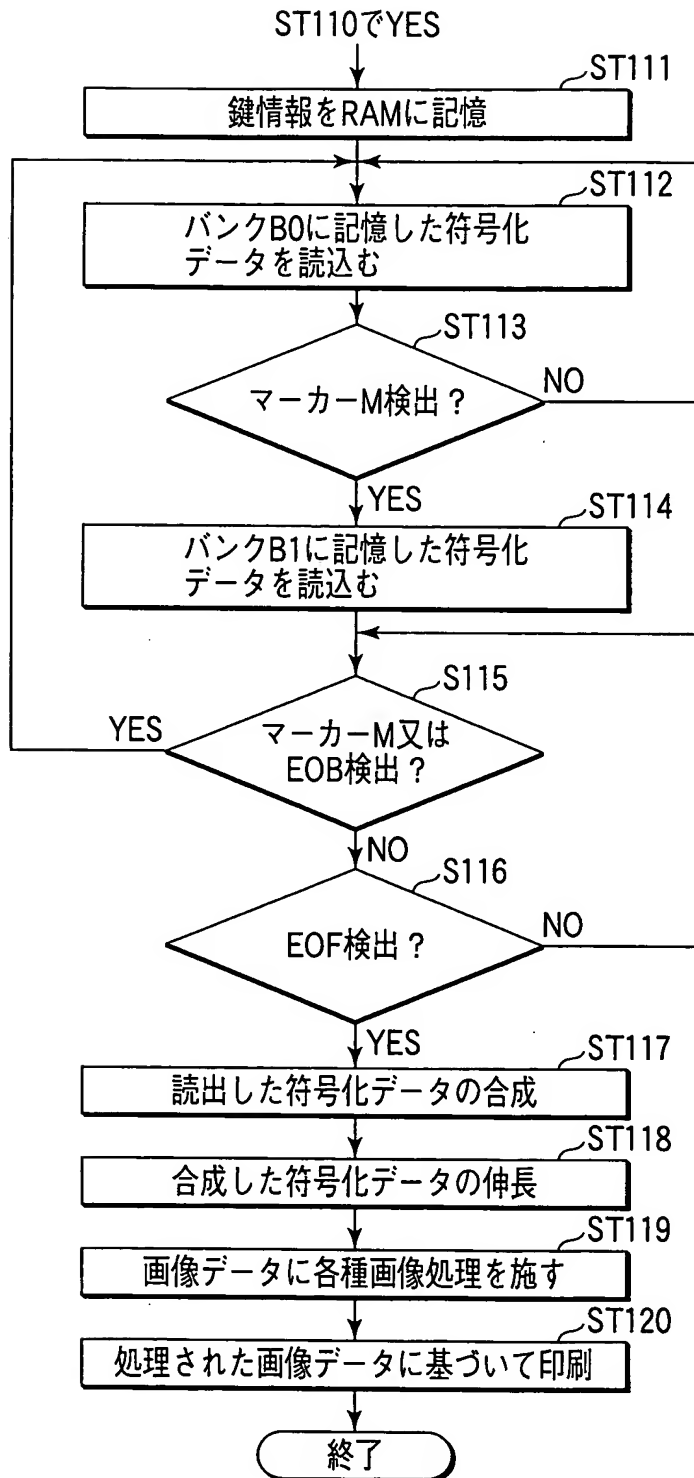 ST110でYES
ST111
鍵情報をRAMに記憶
ST112
バンクB0に記憶した符号化
データを読込む
ST113
マーカーM検出？
NO
YES
ST114
バンクB1に記憶した符号化
データを読込む
S115
YES
マーカーM又は
EOB検出？
NO
S116
EOF検出？
NO
YES
ST117
読出した符号化データの合成
ST118
合成した符号化データの伸長
ST119
画像データに各種画像処理を施す
ST120
処理された画像データに基づいて印刷
終了